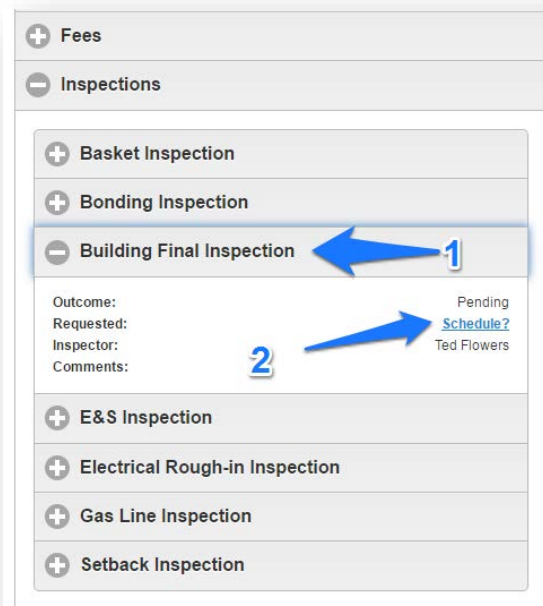 Fees
Inspections
Basket Inspection
Bonding Inspection
Building Final Inspection 1
Outcome: Pending
Requested: Schedule?
Inspector: Ted Flowers
Comments:
2
E&S Inspection
Electrical Rough-in Inspection
Gas Line Inspection
Setback Inspection